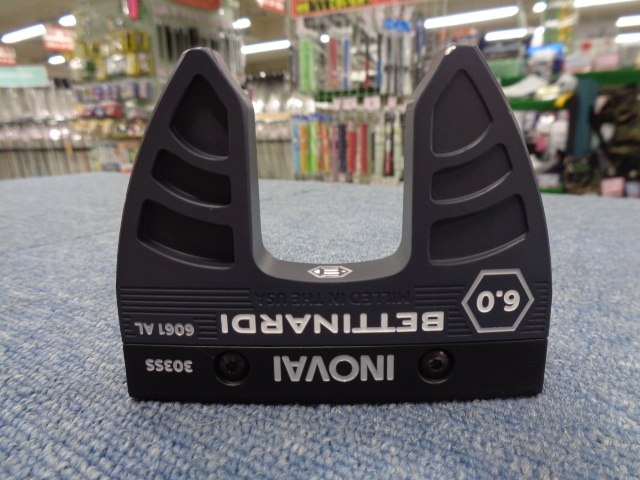 INOVAI
303SS
6.0
BETTINARDI
6061 AL
MILLED IN THE USA